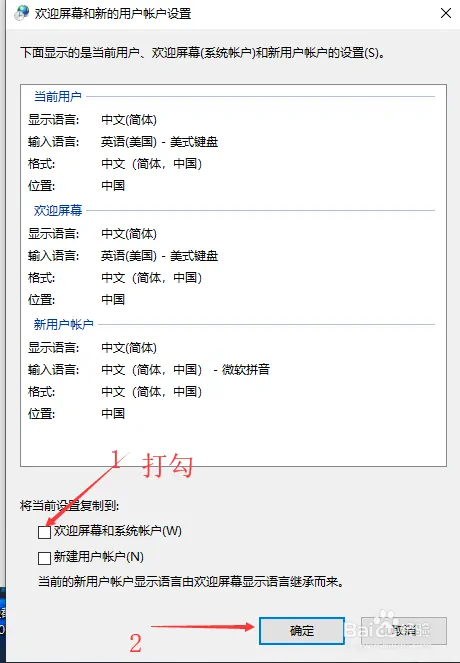 欢迎屏幕和新的用户帐户设置
下面显示的是当前用户、欢迎屏幕(系统帐户)和新用户帐户的设置(S)。
当前用户
显示语言: 中文(简体)
输入语言: 英语(美国) - 美式键盘
格式: 中文（简体，中国）
位置: 中国
欢迎屏幕
显示语言: 中文(简体)
输入语言: 英语(美国) - 美式键盘
格式: 中文（简体，中国）
位置: 中国
新用户帐户
显示语言: 中文(简体)
输入语言: 中文（简体，中国） - 微软拼音
格式: 中文（简体，中国）
位置: 中国
1 打勾
将当前设置复制到:
欢迎屏幕和系统帐户(W)
新建用户帐户(N)
当前的新用户帐户显示语言由欢迎屏幕显示语言继承而来。
2 确定 取消
Baidu经验